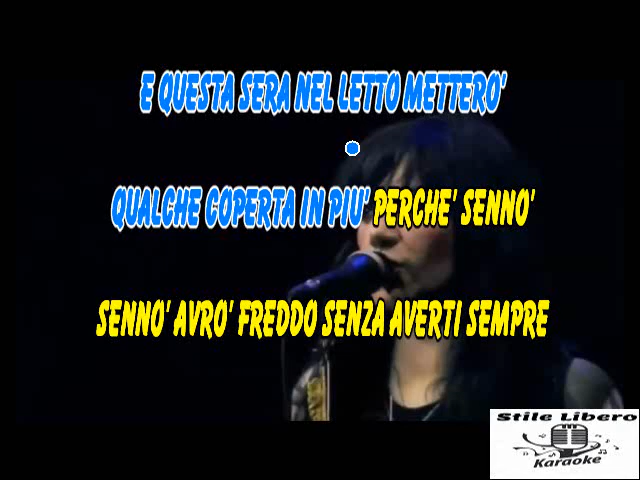 E QUESTA SERA NEL LETTO METTERO'
QUALCHE COPERTA IN PIU' PERCHE' SENNO'
SENNO' AVRO' FREDDO SENZA AVERTI SEMPRE
Stile Libero
Karaoke